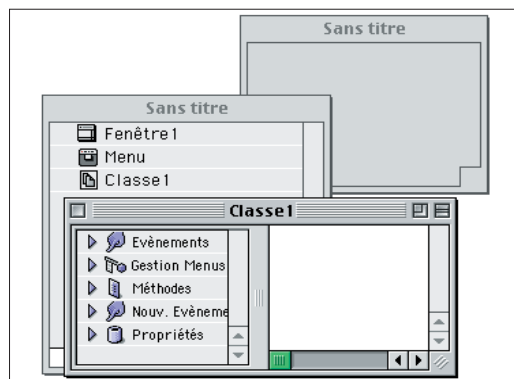 Sans titre
Sans titre
Fenêtre1
Menu
Classe1
Classe1
Evènements
Gestion Menus
Méthodes
Nouv. Evèneme
Propriétés